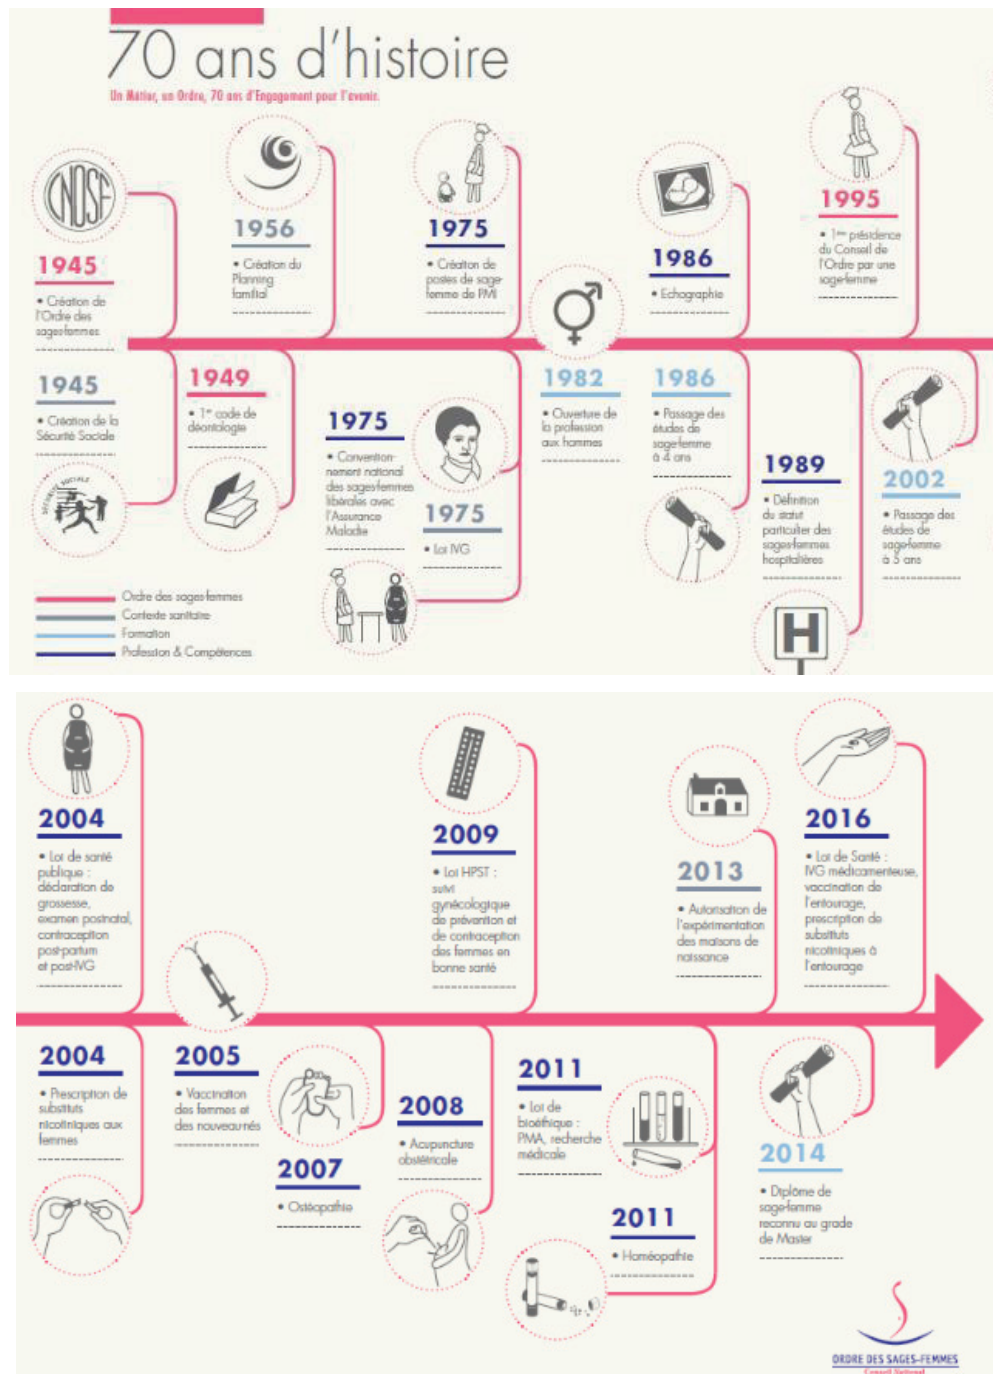 70 ans d'histoire
Un Métier, un Ordre, 70 ans d'Engagement pour l'avenir.
CNOSF
1945
• Création de
l'Ordre des
sages-femmes
1956
• Création du
Planning
familial
1975
• Création de
postes de sage-
femme de PMI
1986
• Echographie
1995
• 1ère présidence
du Conseil de
l'Ordre par une
sage-femme
1945
• Création de la
Sécurité Sociale
SÉCURITÉ SOCIALE
1949
• 1er code de
déontologie
1975
• Convention-
nement national
des sages-femmes
libérales avec
l'Assurance
Maladie
1975
• Loi IVG
1982
• Ouverture de
la profession
aux hommes
1986
• Passage des
études de
sage-femme
à 4 ans
1989
• Définition
du statut
particulier des
sages-femmes
hospitalières
H
2002
• Passage des
études de
sage-femme
à 5 ans
Ordre des sages-femmes
Contexte sanitaire
Formation
Profession & Compétences
2004
• Loi de santé
publique :
déclaration de
grossesse,
examen postnatal,
contraception
post-partum
et post-IVG
2009
• Loi HPST :
suivi
gynécologique
de prévention et
de contraception
des femmes en
bonne santé
2013
• Autorisation de
l'expérimentation
des maisons de
naissance
2016
• Loi de Santé :
IVG médicamenteuse,
vaccination de
l'entourage,
prescription de
substituts
nicotiniques à
l'entourage
2004
• Prescription de
substituts
nicotiniques aux
femmes
2005
• Vaccination
des femmes et
des nouveau-nés
2007
• Ostéopathie
2008
• Acupuncture
obstétricale
2011
• Loi de
bioéthique :
PMA, recherche
médicale
2011
• Homéopathie
2014
• Diplôme de
sage-femme
reconnu au grade
de Master
ORDRE DES SAGES-FEMMES
Conseil National